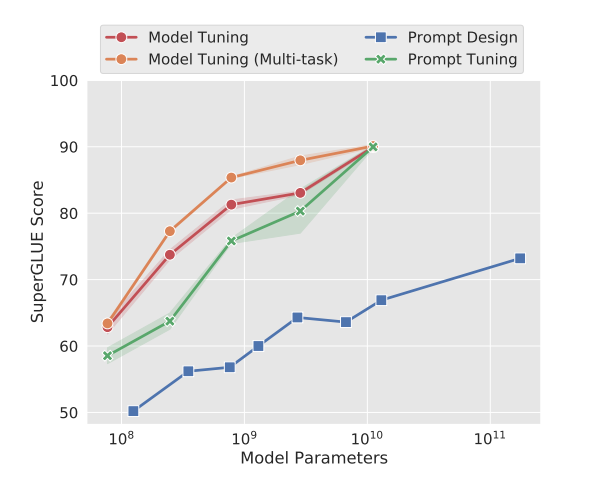 Model Tuning
Model Tuning (Multi-task)
Prompt Design
Prompt Tuning
100
90
80
70
60
50
SuperGLUE Score
10⁸ 10⁹ 10¹⁰ 10¹¹
Model Parameters